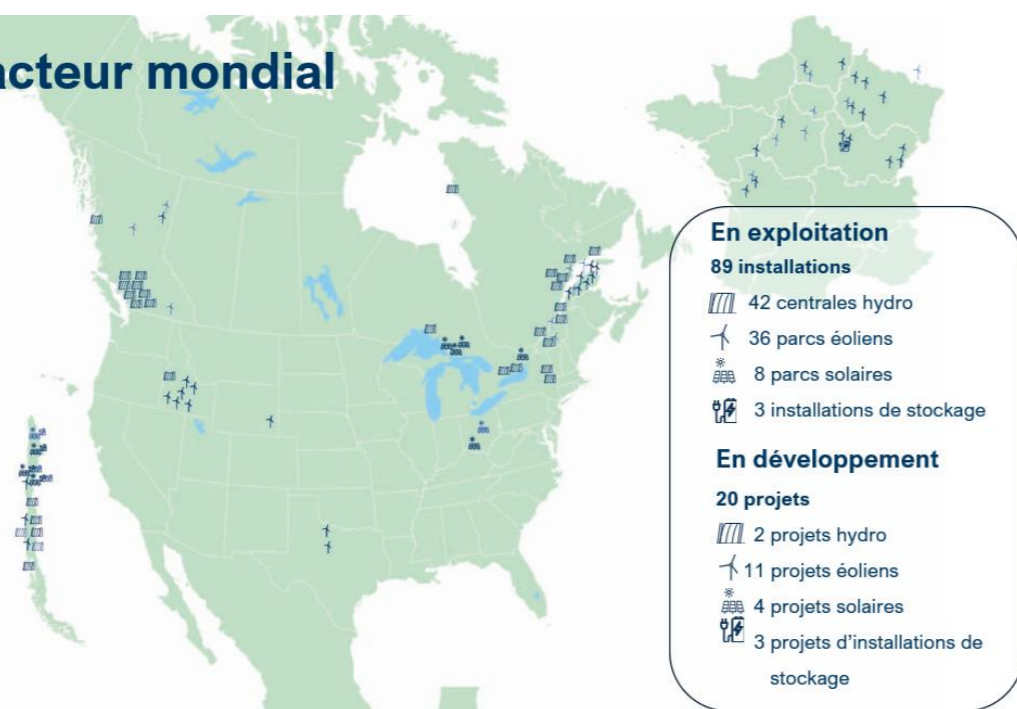 acteur mondial
En exploitation
89 installations
42 centrales hydro
36 parcs éoliens
8 parcs solaires
3 installations de stockage
En développement
20 projets
2 projets hydro
11 projets éoliens
4 projets solaires
3 projets d’installations de
stockage